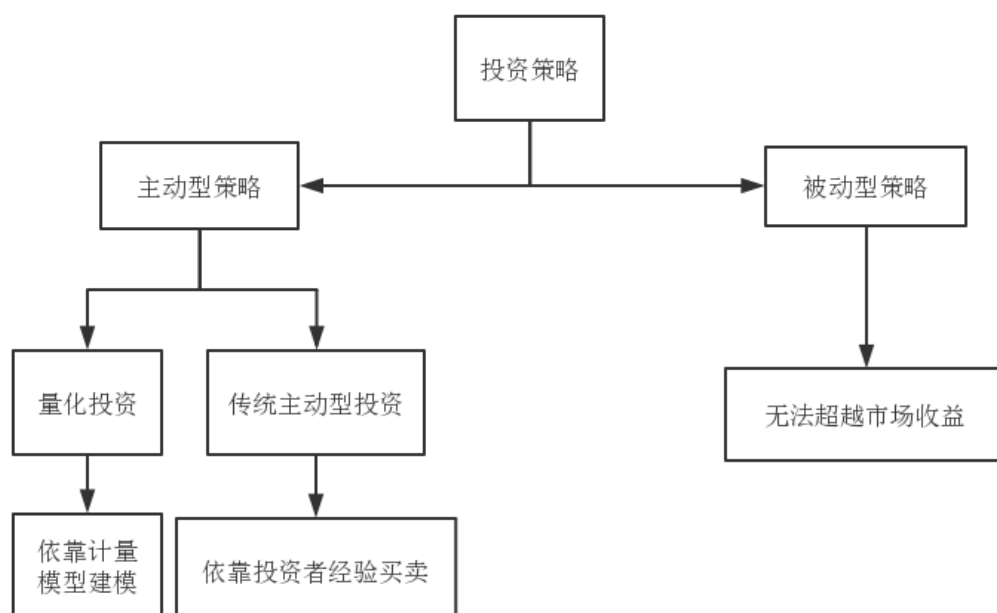 投资策略
主动型策略
被动型策略
量化投资
传统主动型投资
无法超越市场收益
依靠计量
模型建模
依靠投资者经验买卖